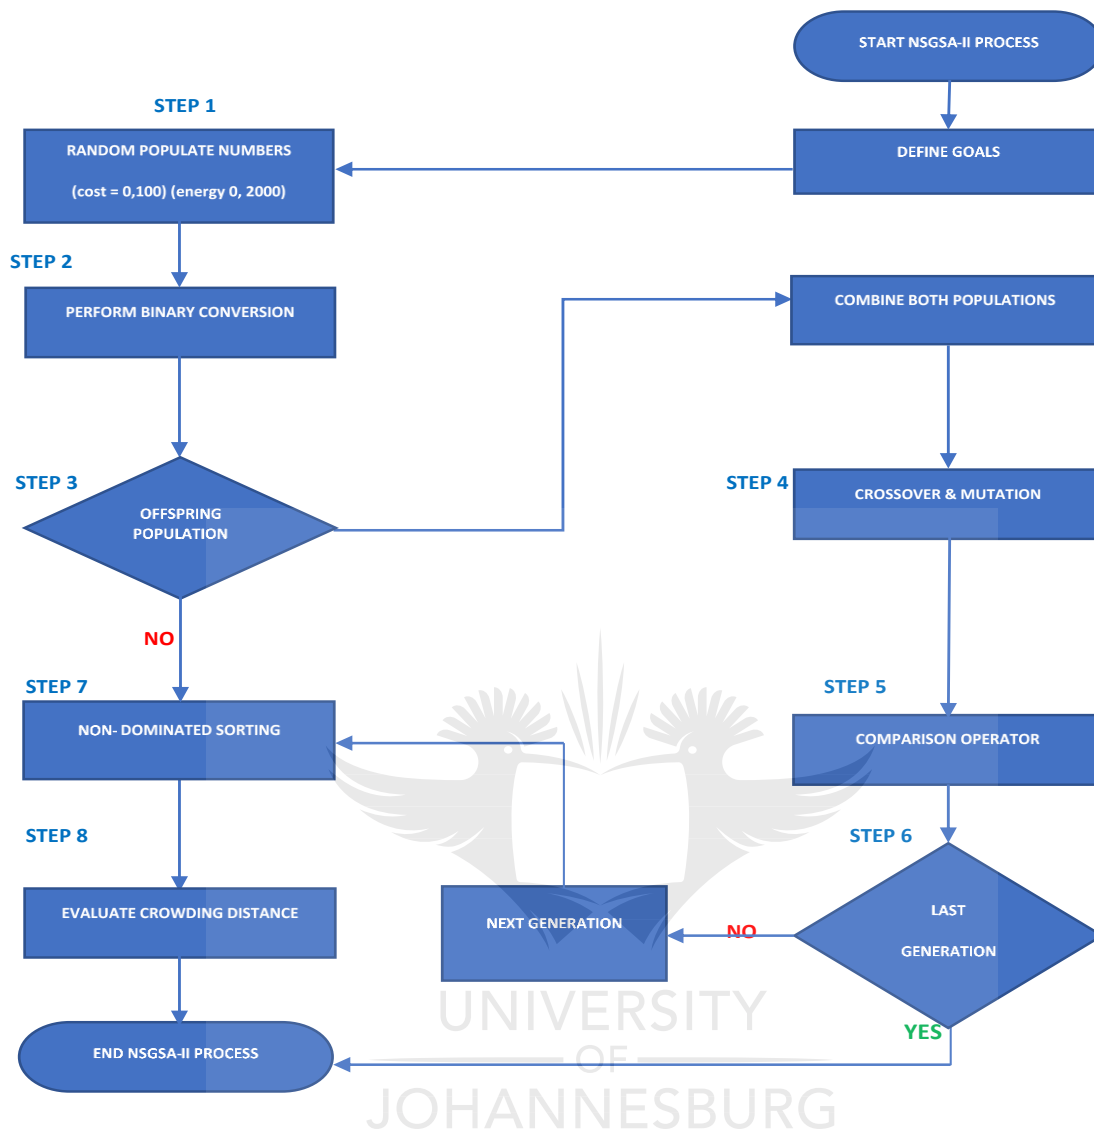 START NSGSA-II PROCESS
DEFINE GOALS
STEP 1
RANDOM POPULATE NUMBERS
(cost = 0,100) (energy 0, 2000)
STEP 2
PERFORM BINARY CONVERSION
STEP 3
OFFSPRING
POPULATION
COMBINE BOTH POPULATIONS
STEP 4
CROSSOVER & MUTATION
STEP 5
COMPARISON OPERATOR
STEP 6
LAST
GENERATION
NO
NEXT GENERATION
YES
NO
STEP 7
NON- DOMINATED SORTING
STEP 8
EVALUATE CROWDING DISTANCE
END NSGSA-II PROCESS
UNIVERSITY
OF
JOHANNESBURG